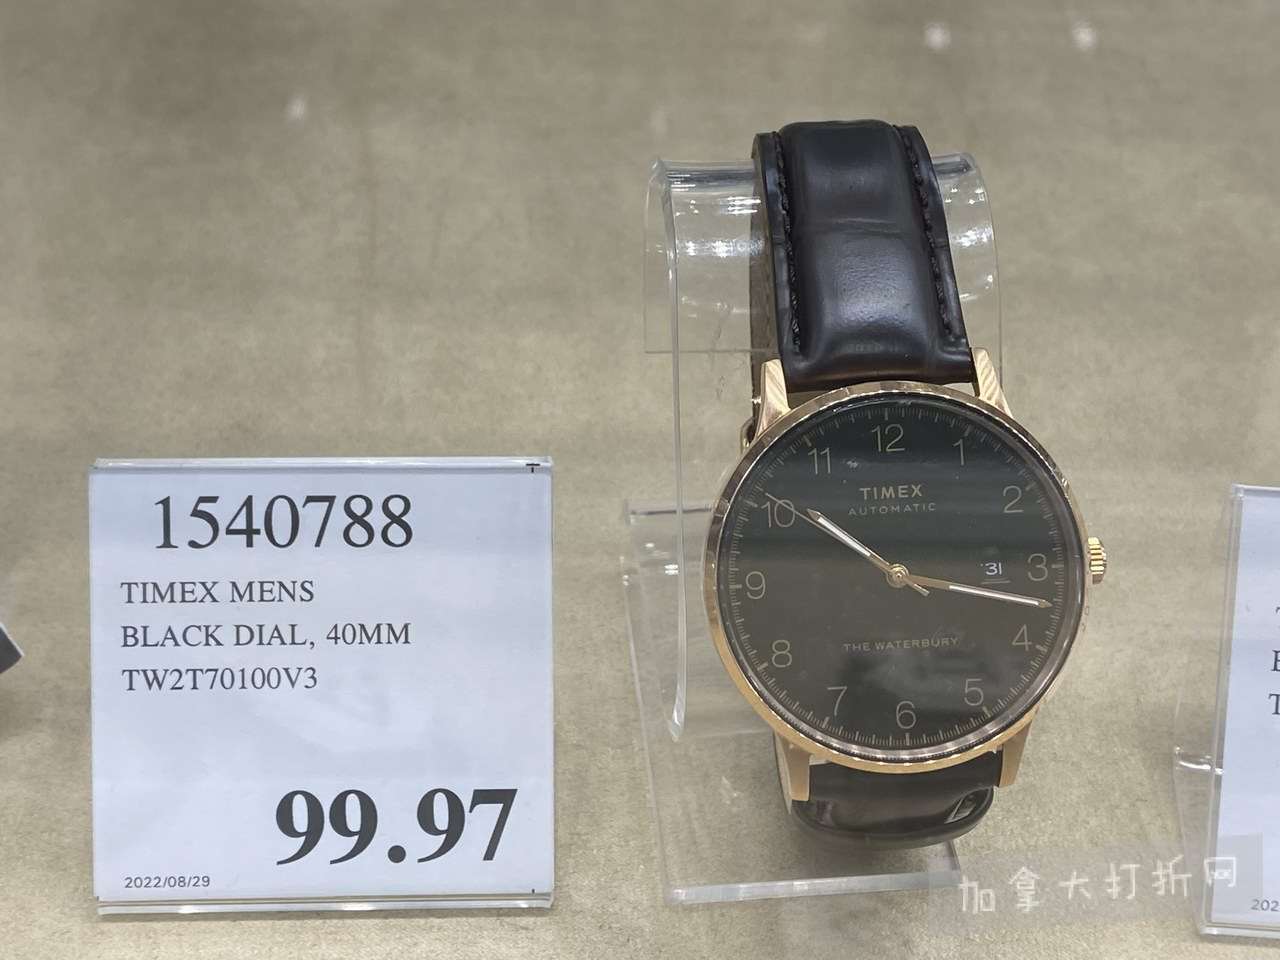 1540788
TIMEX MENS
BLACK DIAL, 40MM
TW2T70100V3
99.97
2022/08/29
12
11
1
10
2
9
3
8
4
7
5
6
TIMEX
AUTOMATIC
31
THE WATERBURY
加拿大打折网
202